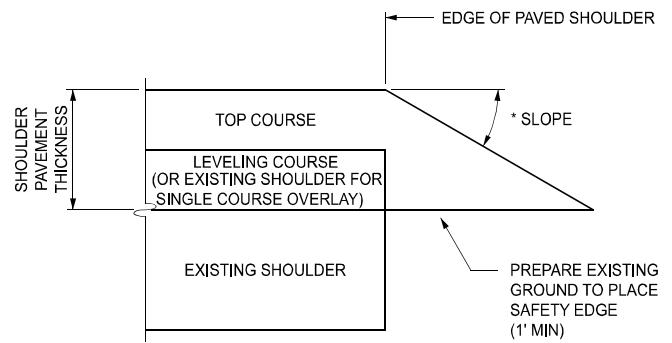 EDGE OF PAVED SHOULDER
SHOULDER
PAVEMENT
THICKNESS
TOP COURSE
* SLOPE
LEVELING COURSE
(OR EXISTING SHOULDER FOR
SINGLE COURSE OVERLAY)
EXISTING SHOULDER
PREPARE EXISTING
GROUND TO PLACE
SAFETY EDGE
(1' MIN)